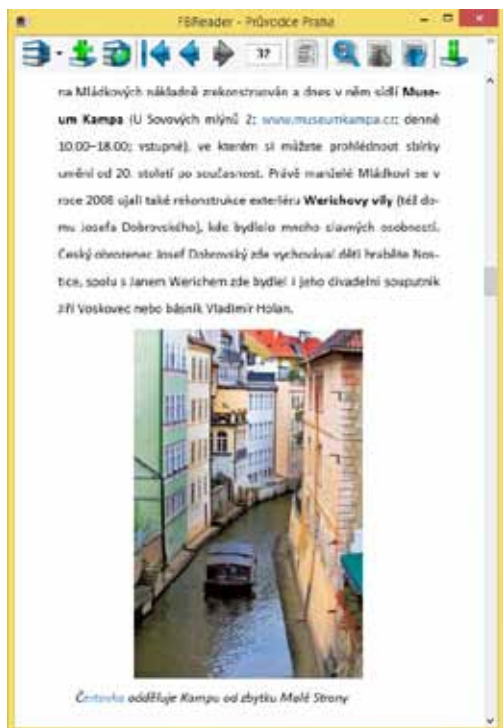 FBReader - Průvodce Praha
37
na Mládkových nákladně zrekonstruován a dnes v něm sídlí Muse-
um Kampa (U Sovových mlýnů 2; www.museumkampa.cz; denně
10.00–18.00; vstupné), ve kterém si můžete prohlédnout sbírky
umění od 20. století po současnost. Právě manželé Mládkovi se v
roce 2008 ujali také rekonstrukce exteriéru Werichovy vily (též do-
mu Josefa Dobrovského), kde bydlelo mnoho slavných osobností.
Český obrozenec Josef Dobrovský zde vychovával děti hraběte Nos-
tice, spolu s Janem Werichem zde bydlel i jeho divadelní souputník
Jiří Voskovec nebo básník Vladimír Holan.
Čertovka odděluje Kampu od zbytku Malé Strony